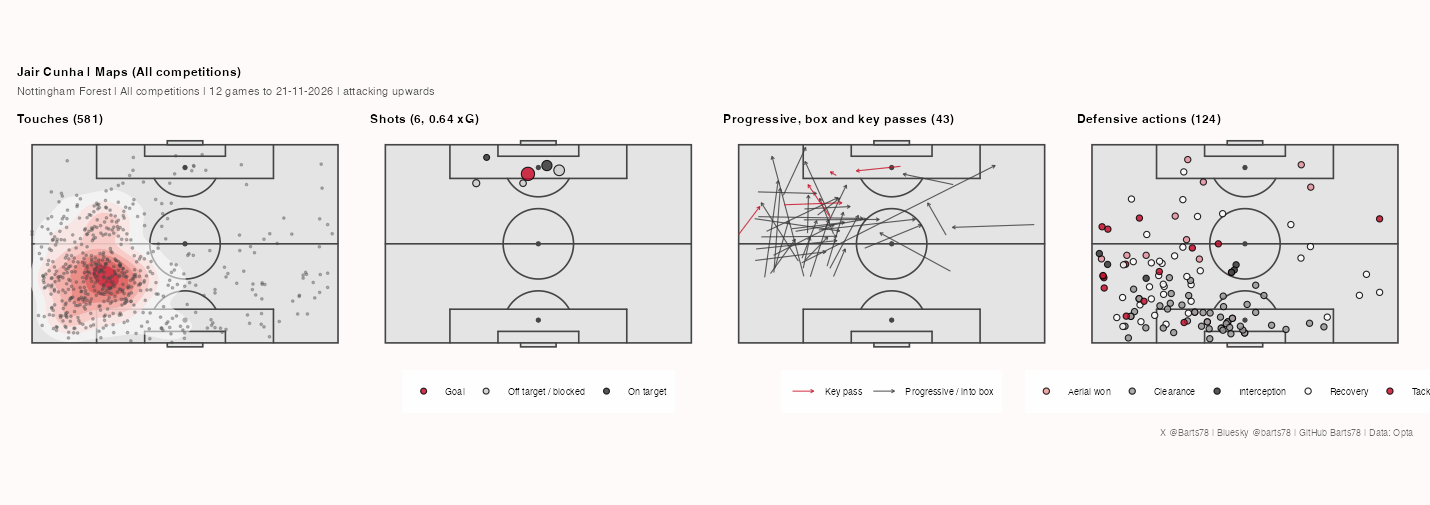 Jair Cunha | Maps (All competitions)
Nottingham Forest | All competitions | 12 games to 21-11-2026 | attacking upwards
Touches (581)
Shots (6, 0.64 xG)
Progressive, box and key passes (43)
Defensive actions (124)
Goal
Off target / blocked
On target
Key pass
Progressive / into box
Aerial won
Clearance
Interception
Recovery
Tack
X @Barts78 | Bluesky @barts78 | GitHub Barts78 | Data: Opta